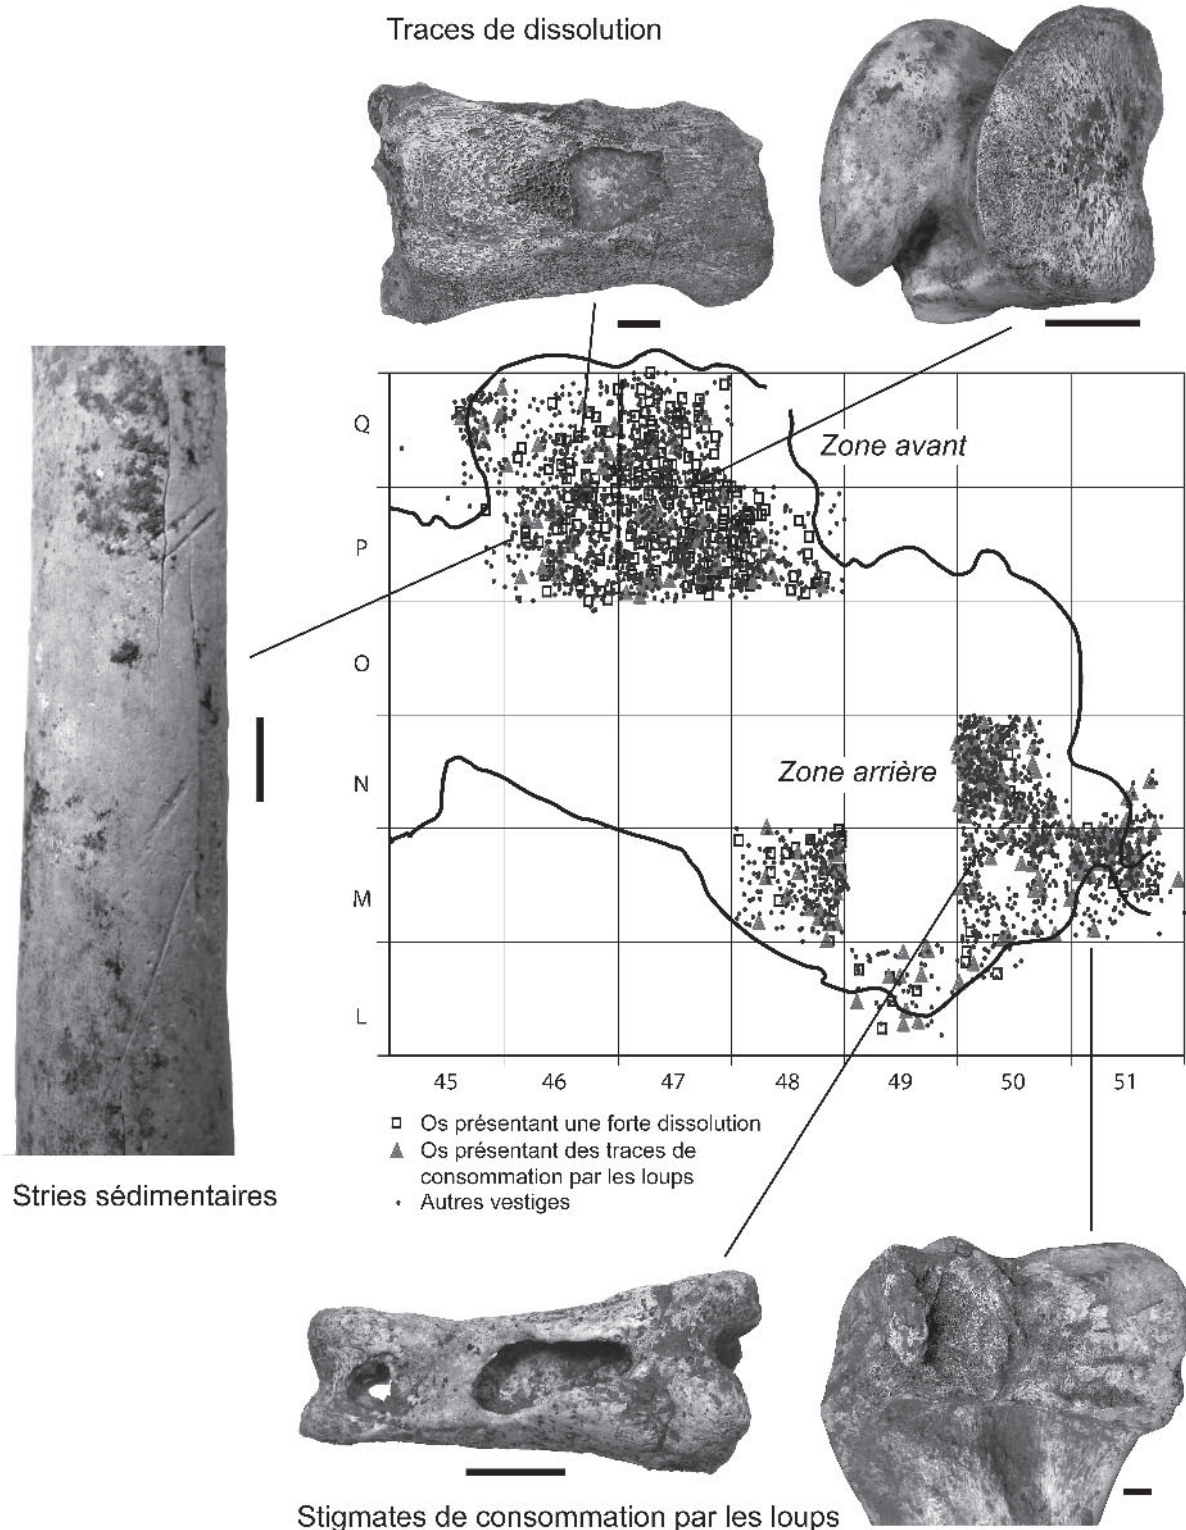 Traces de dissolution
Q
Zone avant
P
O
N
Zone arrière
M
L
45 46 47 48 49 50 51
Os présentant une forte dissolution
Os présentant des traces de
consommation par les loups
Autres vestiges
Stries sédimentaires
Stigmates de consommation par les loups